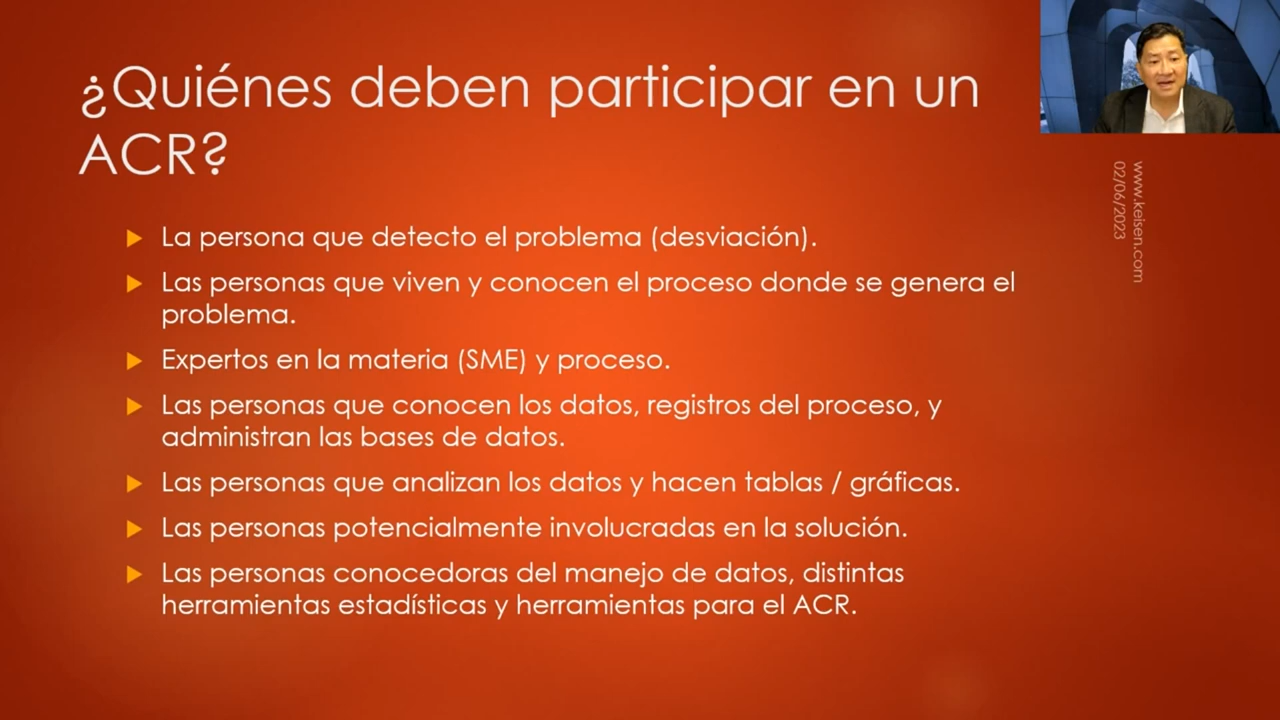 ¿Quiénes deben participar en un
ACR?
La persona que detecto el problema (desviación).
Las personas que viven y conocen el proceso donde se genera el
problema.
Expertos en la materia (SME) y proceso.
Las personas que conocen los datos, registros del proceso, y
administran las bases de datos.
Las personas que analizan los datos y hacen tablas / gráficas.
Las personas potencialmente involucradas en la solución.
Las personas conocedoras del manejo de datos, distintas
herramientas estadísticas y herramientas para el ACR.
www.keisen.com
02/06/2023